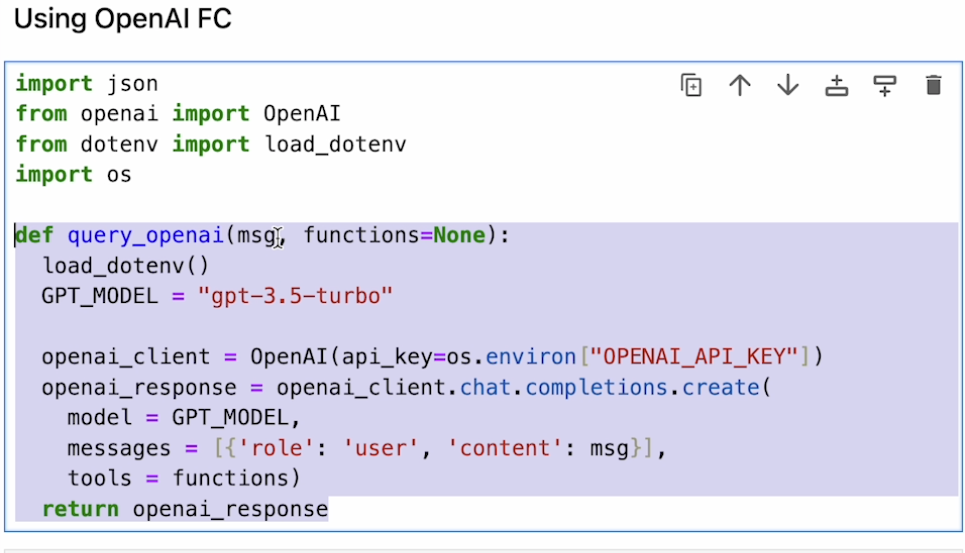 Using OpenAI FC
import json
from openai import OpenAI
from dotenv import load_dotenv
import os
def query_openai(msg, functions=None):
  load_dotenv()
  GPT_MODEL = "gpt-3.5-turbo"
  openai_client = OpenAI(api_key=os.environ["OPENAI_API_KEY"])
  openai_response = openai_client.chat.completions.create(
    model = GPT_MODEL,
    messages = [{'role': 'user', 'content': msg}],
    tools = functions)
  return openai_response